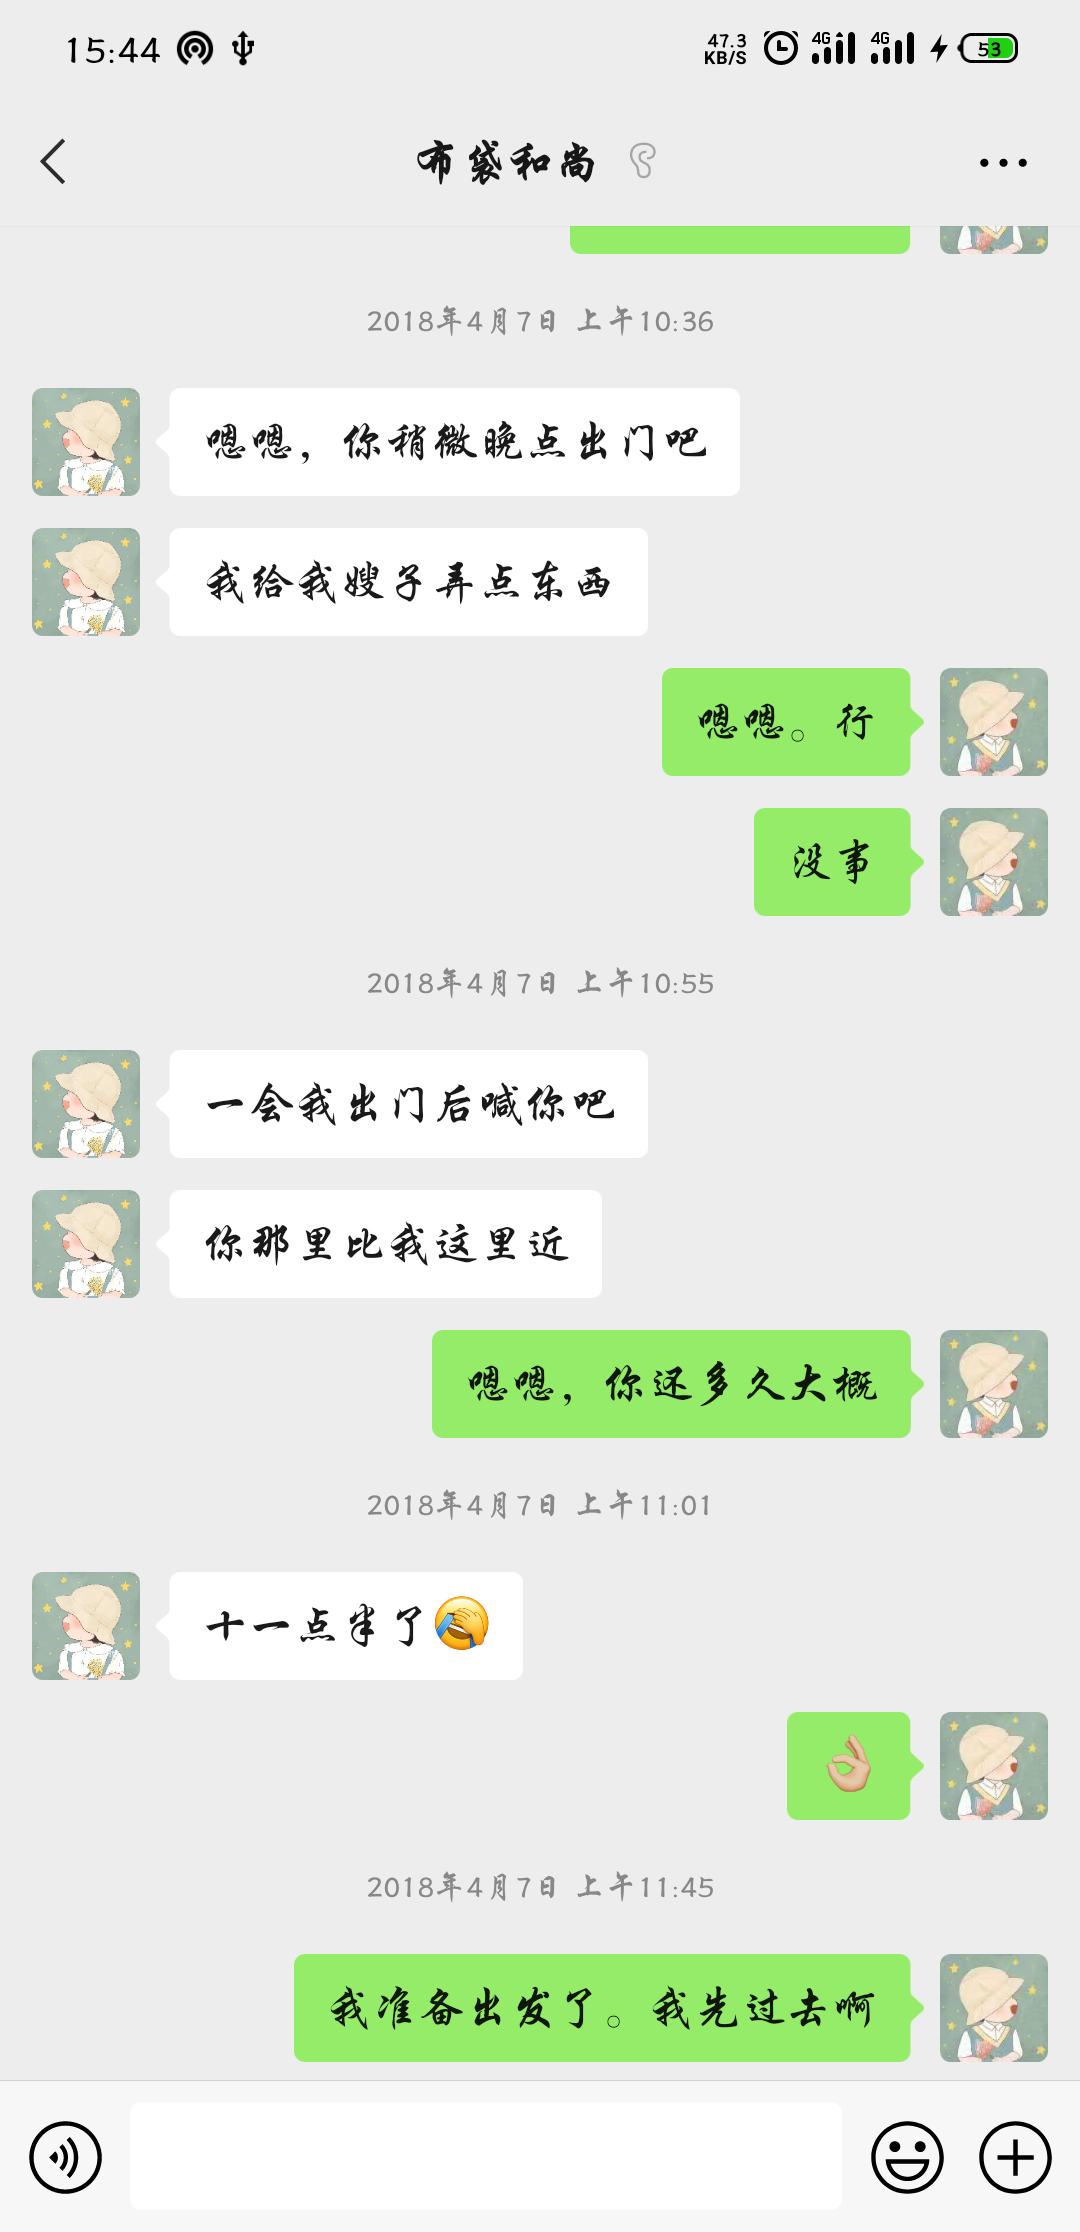 15:44
47.3
KB/S
4G
4G
53
布袋和尚
2018年4月7日 上午10:36
嗯嗯，你稍微晚点出门吧
我给我嫂子弄点东西
嗯嗯。行
没事
2018年4月7日 上午10:55
一会我出门后喊你吧
你那里比我这里近
嗯嗯，你还多久大概
2018年4月7日 上午11:01
十一点半了🤦
👌🏼
2018年4月7日 上午11:45
我准备出发了。我先过去啊